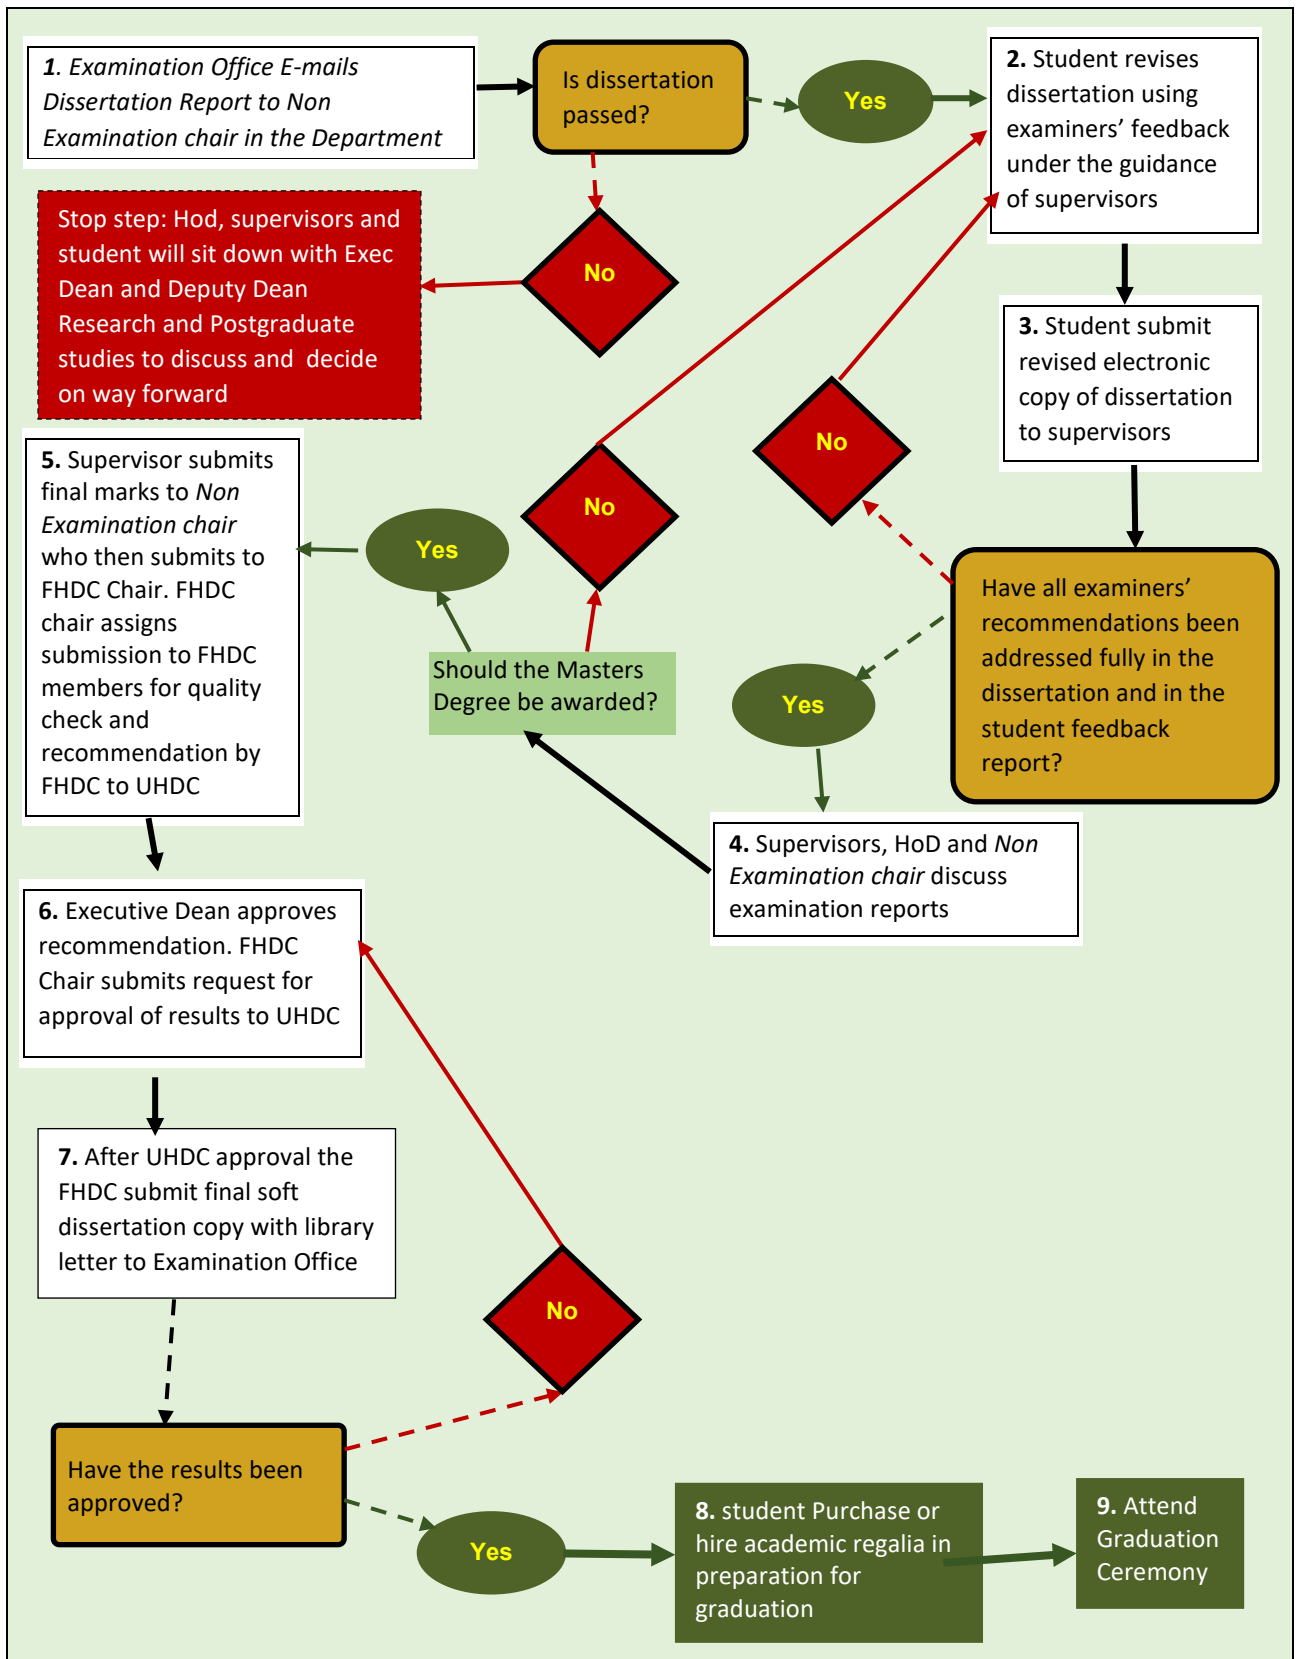 1. Examination Office E-mails
Dissertation Report to Non
Examination chair in the Department
Is dissertation
passed?
Yes
2. Student revises
dissertation using
examiners’ feedback
under the guidance
of supervisors
Stop step: Hod, supervisors and
student will sit down with Exec
Dean and Deputy Dean
Research and Postgraduate
studies to discuss and decide
on way forward
No
3. Student submit
revised electronic
copy of dissertation
to supervisors
No
No
5. Supervisor submits
final marks to Non
Examination chair
who then submits to
FHDC Chair. FHDC
chair assigns
submission to FHDC
members for quality
check and
recommendation by
FHDC to UHDC
Yes
Should the Masters
Degree be awarded?
Have all examiners’
recommendations been
addressed fully in the
dissertation and in the
student feedback
report?
Yes
4. Supervisors, HoD and Non
Examination chair discuss
examination reports
6. Executive Dean approves
recommendation. FHDC
Chair submits request for
approval of results to UHDC
7. After UHDC approval the
FHDC submit final soft
dissertation copy with library
letter to Examination Office
No
Have the results been
approved?
Yes
8. student Purchase or
hire academic regalia in
preparation for
graduation
9. Attend
Graduation
Ceremony